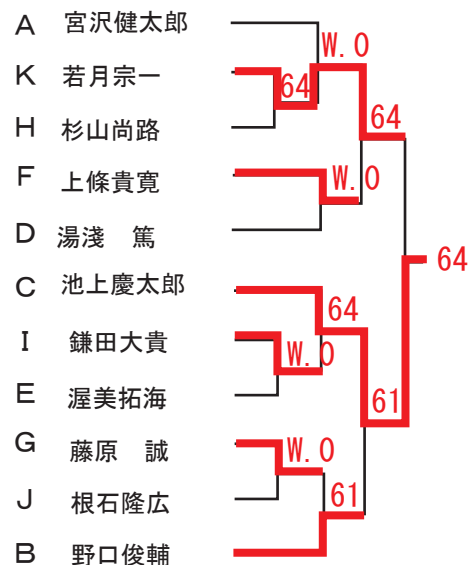 A 宮沢健太郎
W.O
K 若月宗一
64
64
H 杉山尚路
F 上條貴寛
W.O
D 湯淺 篤
64
C 池上慶太郎
64
I 鎌田大貴
W.O
E 渥美拓海
61
G 藤原 誠
W.O
J 根石隆広
61
B 野口俊輔